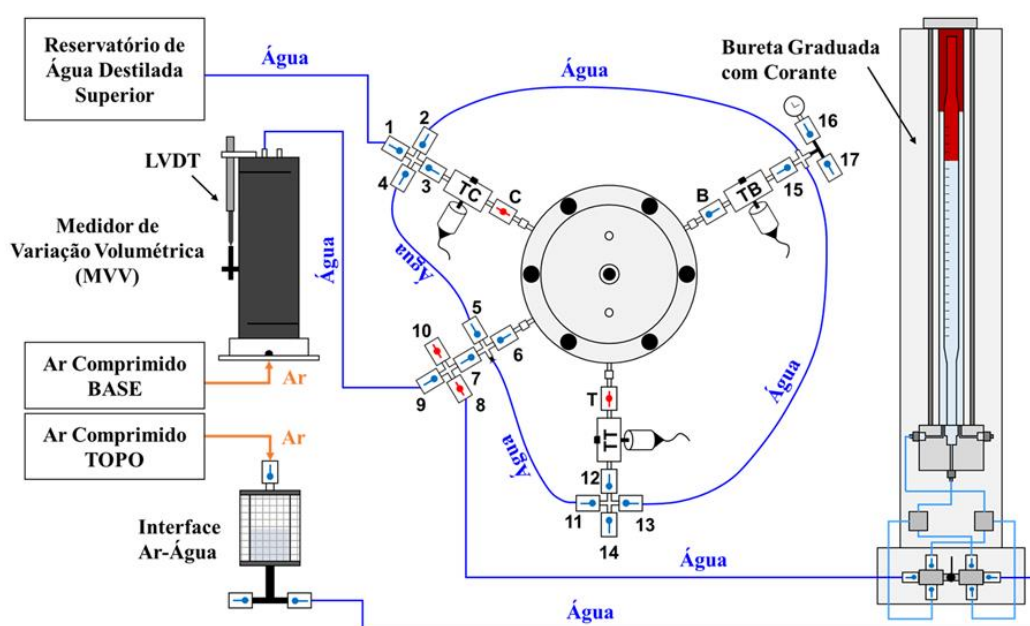 Reservatório de
Água Destilada
Superior
Água
Água
Bureta Graduada
com Corante
LVDT
Medidor de
Variação Volumétrica
(MVV)
Água
1
2
3
4
TC
C
B
TB
15
16
17
Água
Água
5
6
7
8
9
10
Ar Comprimido
BASE
Ar
Ar Comprimido
TOPO
Ar
Interface
Ar-Água
T
TT
12
11
13
14
Água
Água
Água